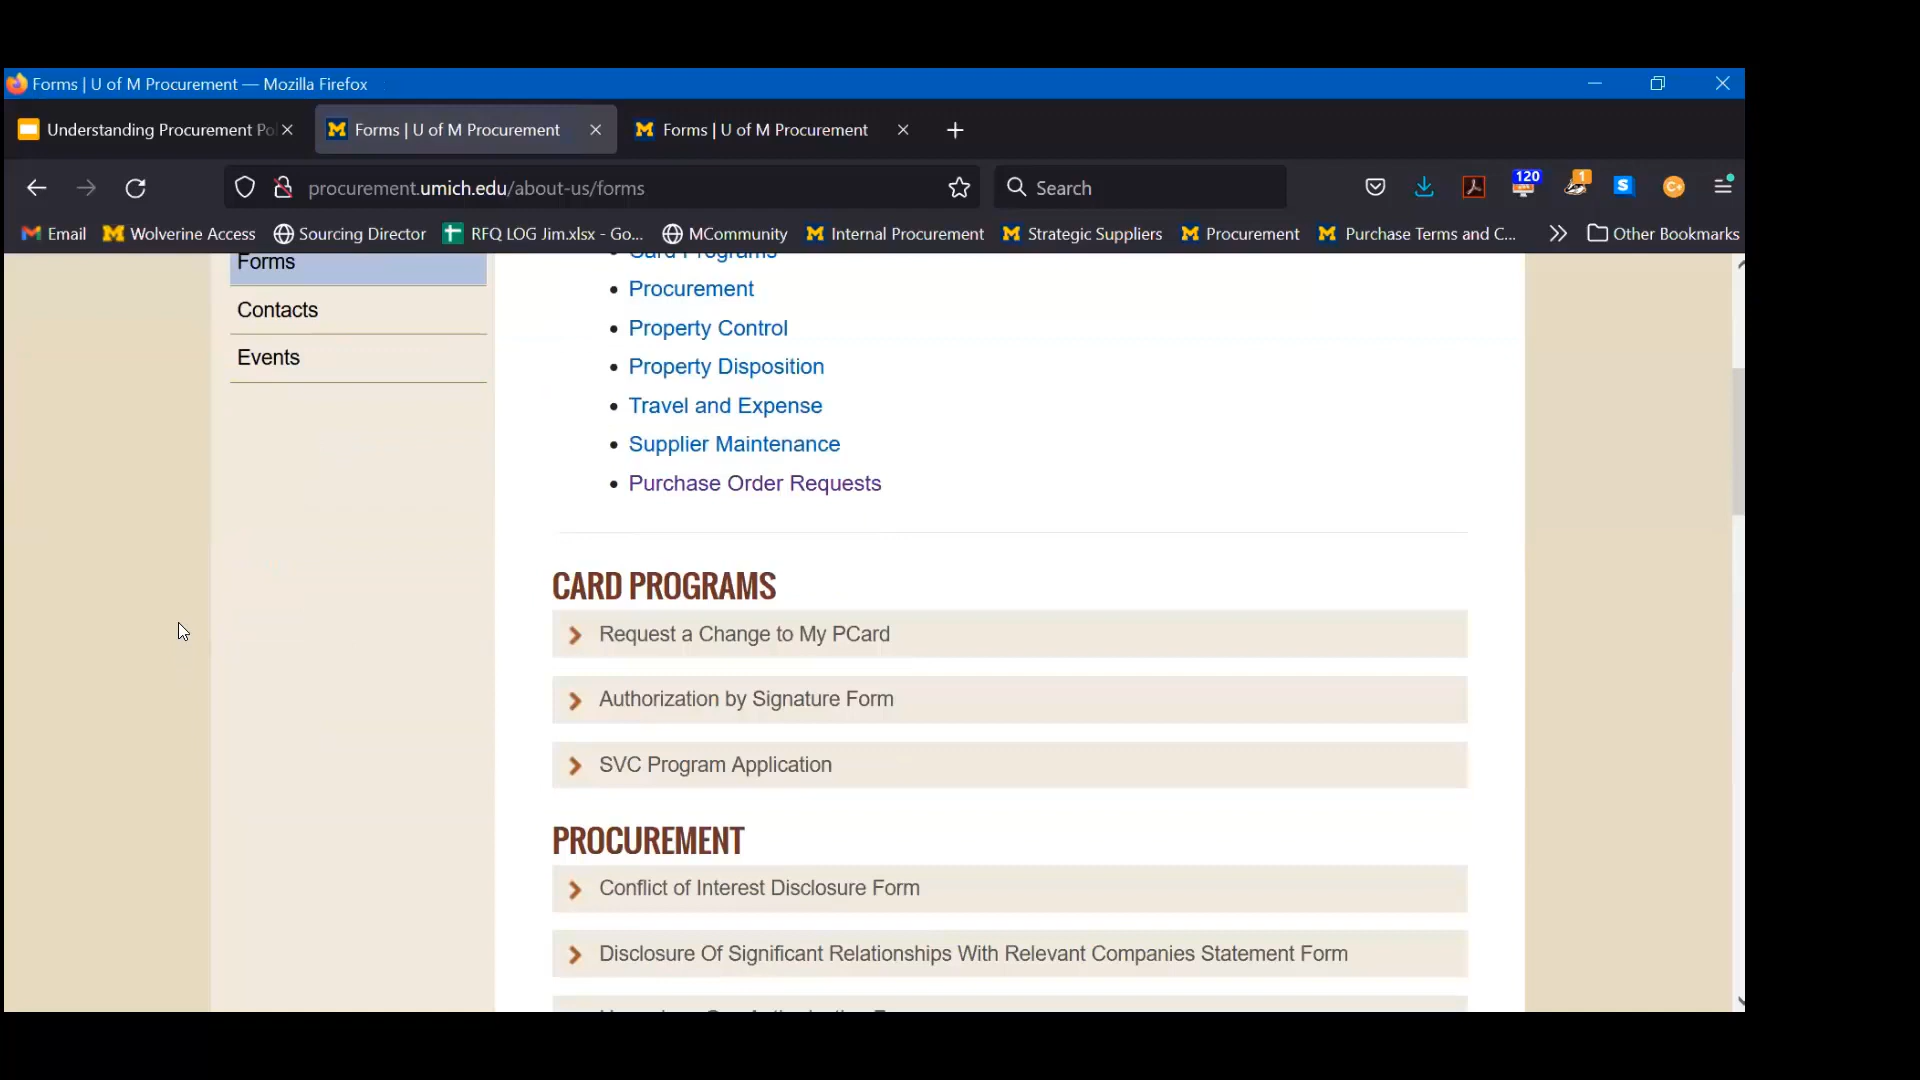 Forms | U of M Procurement — Mozilla Firefox
Understanding Procurement Po
Forms | U of M Procurement
Forms | U of M Procurement
procurement.umich.edu/about-us/forms
Search
120
1
S
C+
Email
Wolverine Access
Sourcing Director
RFQ LOG Jim.xlsx - Go...
MCommunity
Internal Procurement
Strategic Suppliers
Procurement
Purchase Terms and C...
Other Bookmarks
Forms
Contacts
Events
Card Programs
Procurement
Property Control
Property Disposition
Travel and Expense
Supplier Maintenance
Purchase Order Requests
CARD PROGRAMS
Request a Change to My PCard
Authorization by Signature Form
SVC Program Application
PROCUREMENT
Conflict of Interest Disclosure Form
Disclosure Of Significant Relationships With Relevant Companies Statement Form